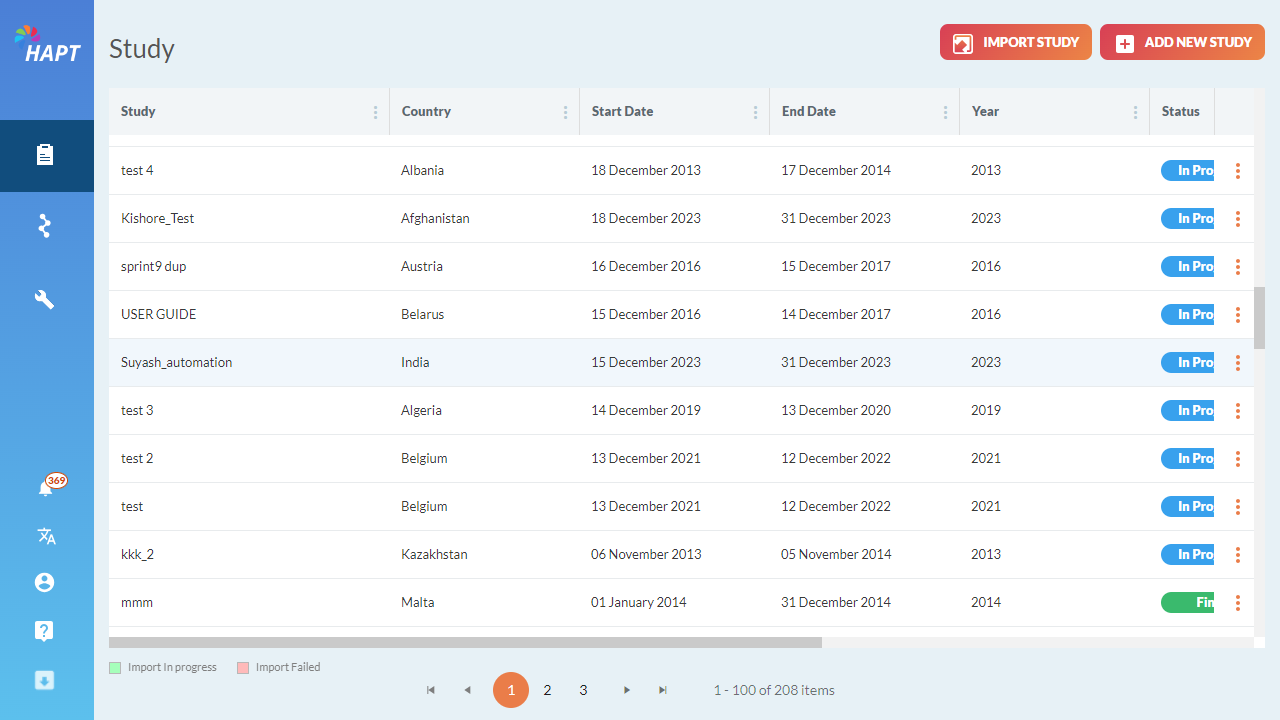 HAPT
Study
IMPORT STUDY
ADD NEW STUDY
Study Country Start Date End Date Year Status
test 4 Albania 18 December 2013 17 December 2014 2013 In Pro
Kishore_Test Afghanistan 18 December 2023 31 December 2023 2023 In Pro
sprint9 dup Austria 16 December 2016 15 December 2017 2016 In Pro
USER GUIDE Belarus 15 December 2016 14 December 2017 2016 In Pro
Suyash_automation India 15 December 2023 31 December 2023 2023 In Pro
test 3 Algeria 14 December 2019 13 December 2020 2019 In Pro
test 2 Belgium 13 December 2021 12 December 2022 2021 In Pro
test Belgium 13 December 2021 12 December 2022 2021 In Pro
kkk_2 Kazakhstan 06 November 2013 05 November 2014 2013 In Pro
mmm Malta 01 January 2014 31 December 2014 2014 Fin
369
Import In progress Import Failed
1 2 3 1 - 100 of 208 items